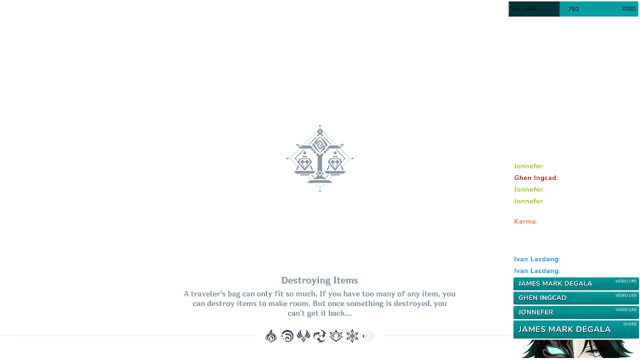 780
1000
Jonnefer:
Ghen Ingcad:
Jonnefer:
Jonnefer:
Karma:
Ivan Lacdang:
Ivan Lacdang:
JAMES MARK DEGALA VIDEO LIKE
GHEN INGCAD VIDEO LIKE
JONNEFER VIDEO LIKE
JAMES MARK DEGALA SHARE
Destroying Items
A traveler's bag can only fit so much. If you have too many of any item, you
can destroy items to make room. But once something is destroyed, you
can't get it back...